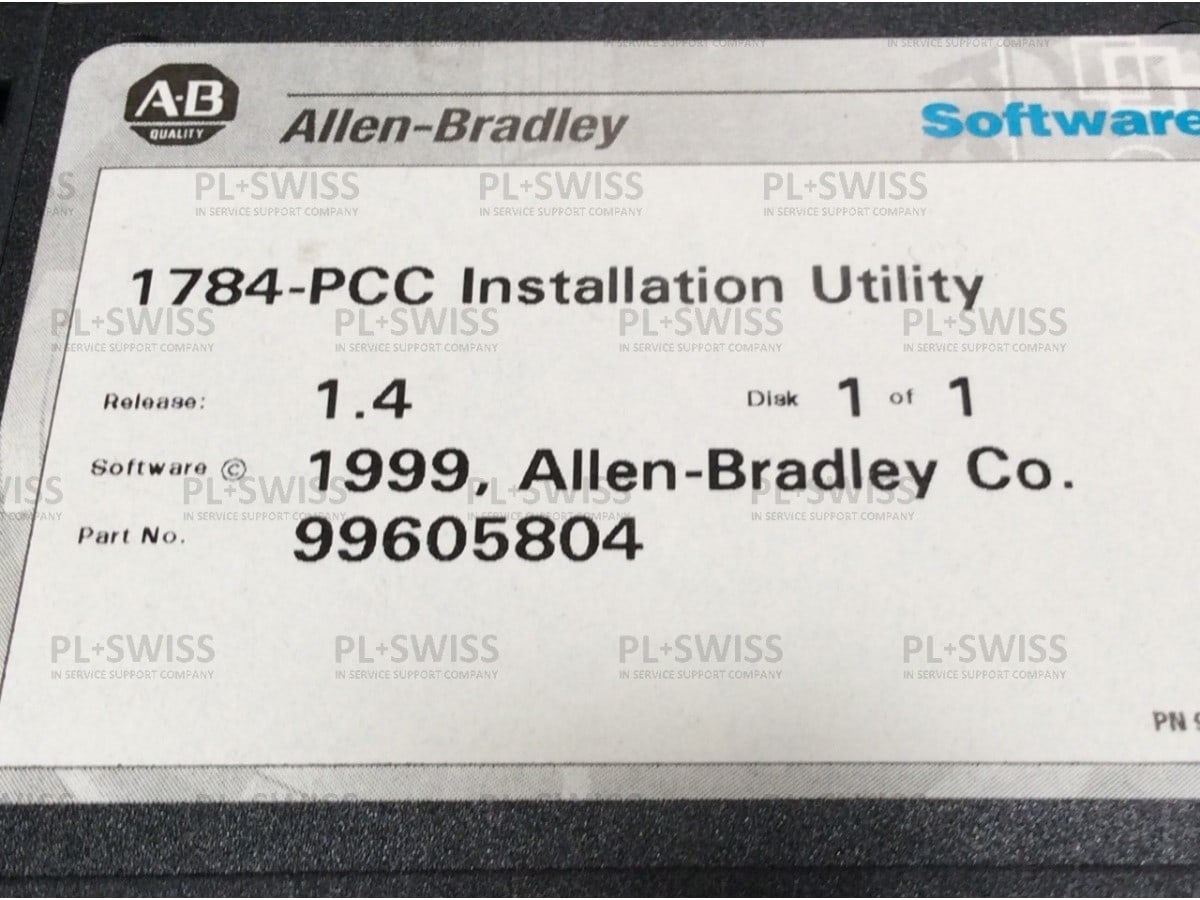 A-B
QUALITY
Allen-Bradley
Software
1784-PCC Installation Utility
Release: 1.4 Disk 1 of 1
Software © 1999, Allen-Bradley Co.
Part No. 99605804
PN 9
PL+SWISS
IN SERVICE SUPPORT COMPANY